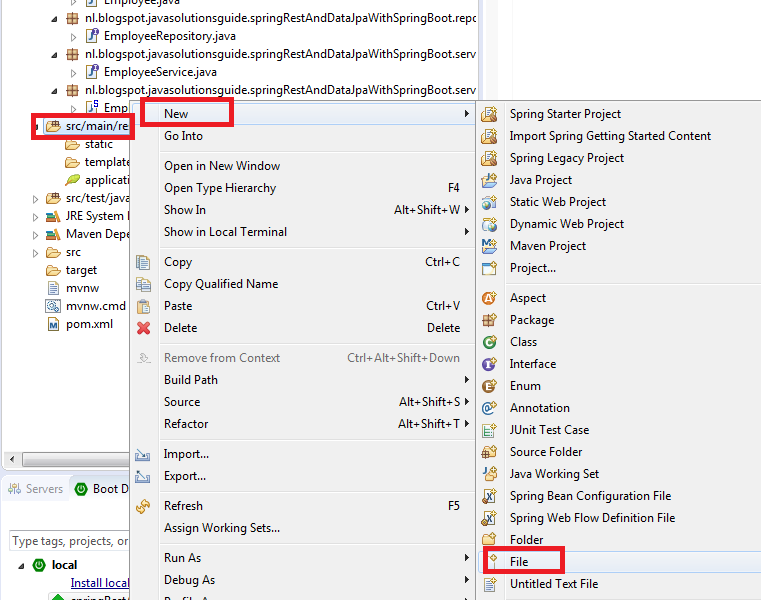 Employee.java
nl.blogspot.javasolutionsguide.springRestAndDataJpaWithSpringBoot.repo
EmployeeRepository.java
nl.blogspot.javasolutionsguide.springRestAndDataJpaWithSpringBoot.serv
EmployeeService.java
nl.blogspot.javasolutionsguide.springRestAndDataJpaWithSpringBoot.serv
Emp
src/main/re
static
template
applicati
src/test/java
JRE System
Maven Depe
src
target
mvnw
mvnw.cmd
pom.xml
Servers Boot D
Type tags, projects, or
local
Install local
New
Go Into
Open in New Window
Open Type Hierarchy F4
Show In Alt+Shift+W
Show in Local Terminal
Copy Ctrl+C
Copy Qualified Name
Paste Ctrl+V
Delete Delete
Remove from Context Ctrl+Alt+Shift+Down
Build Path
Source Alt+Shift+S
Refactor Alt+Shift+T
Import...
Export...
Refresh F5
Assign Working Sets...
Run As
Debug As
Spring Starter Project
Import Spring Getting Started Content
Spring Legacy Project
Java Project
Static Web Project
Dynamic Web Project
Maven Project
Project...
Aspect
Package
Class
Interface
Enum
Annotation
JUnit Test Case
Source Folder
Java Working Set
Spring Bean Configuration File
Spring Web Flow Definition File
Folder
File
Untitled Text File